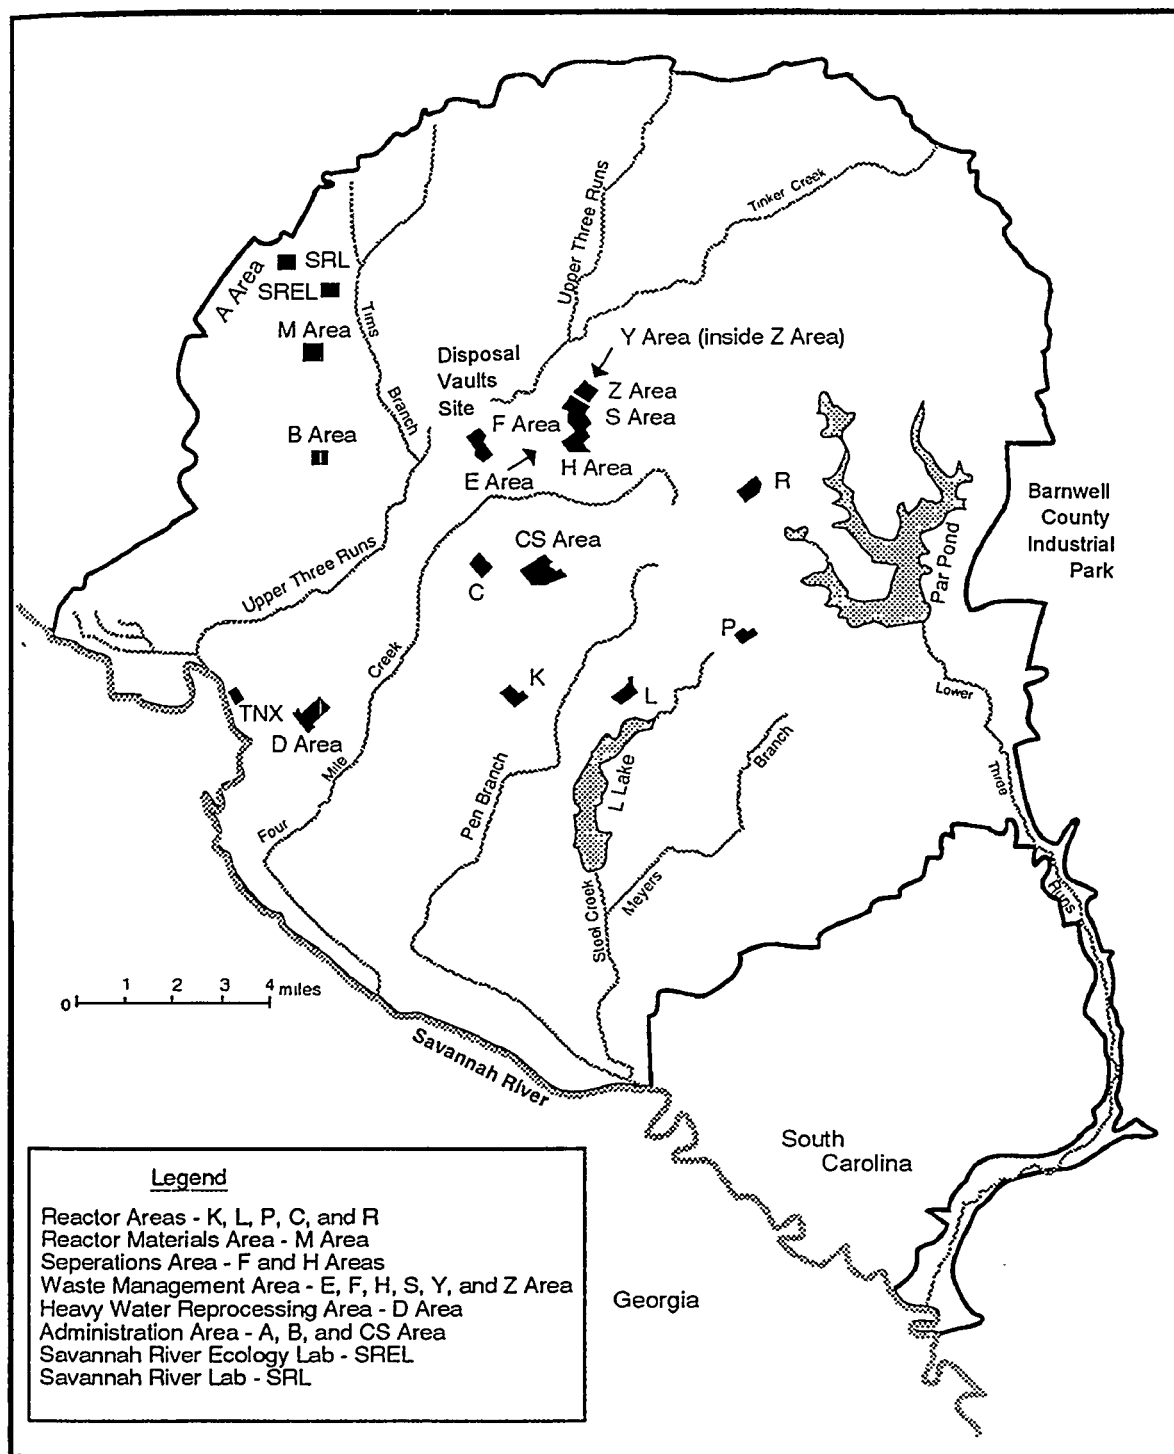 Upper Three Runs
Tinker Creek
A Area
SRL
SREL
Tims
Branch
M Area
Y Area (inside Z Area)
Disposal
Vaults
Site
Z Area
S Area
F Area
B Area
H Area
E Area
R
Barnwell
County
Industrial
Park
Par Pond
CS Area
C
Upper Three Runs
P
Creek
K
L
Lower
TNX
D Area
Mile
Branch
Three
L Lake
Pen Branch
Four
Meyers
Runs
Stool Creek
0 1 2 3 4 miles
Savannah River
South
Carolina
Georgia
Legend
Reactor Areas - K, L, P, C, and R
Reactor Materials Area - M Area
Seperations Area - F and H Areas
Waste Management Area - E, F, H, S, Y, and Z Area
Heavy Water Reprocessing Area - D Area
Administration Area - A, B, and CS Area
Savannah River Ecology Lab - SREL
Savannah River Lab - SRL